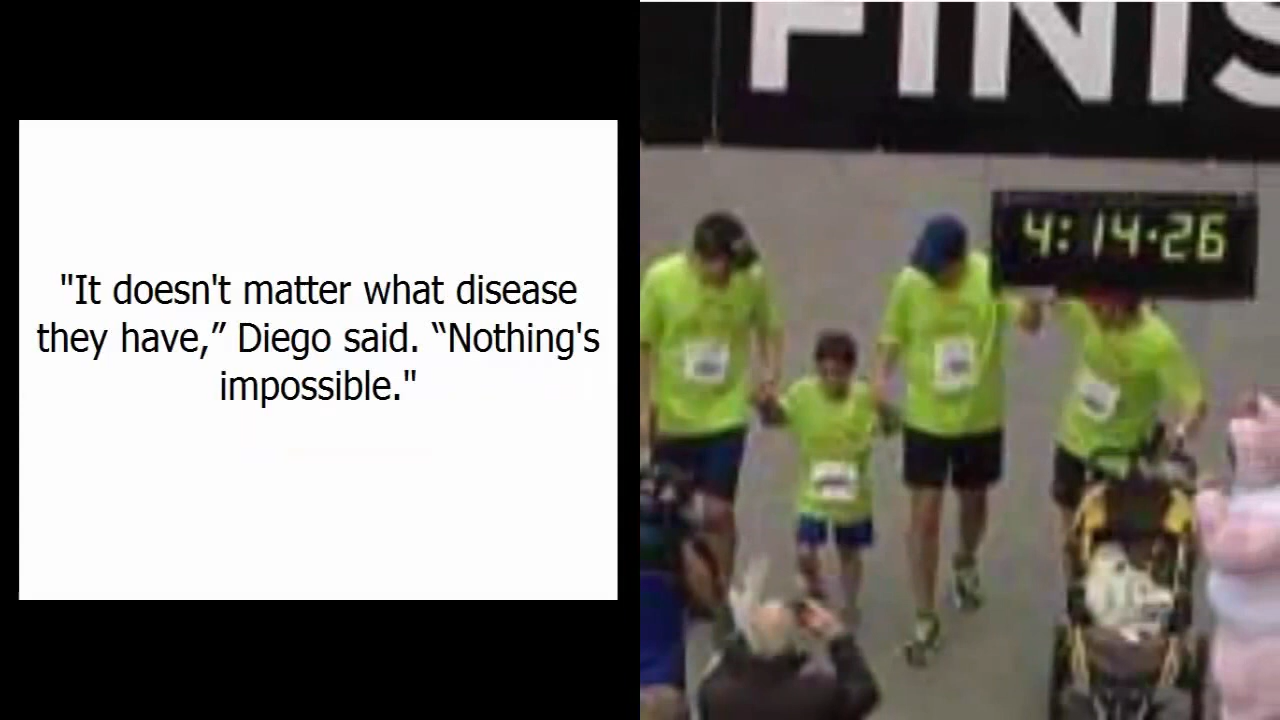 "It doesn't matter what disease
they have,” Diego said. “Nothing's
impossible."
FINIS
4:14:26